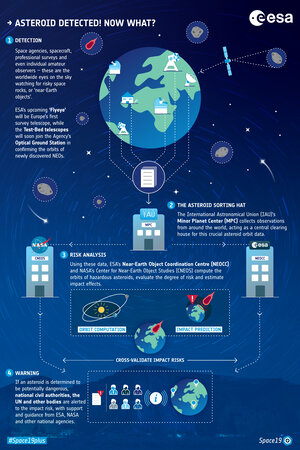 → ASTEROID DETECTED! NOW WHAT?
esa
1 DETECTION
Space agencies, spacecraft,
professional surveys and
even individual amateur
observers – these are the
worldwide eyes on the sky
watching for risky space
rocks, or 'near-Earth
objects'.
ESA's upcoming 'Flyeye'
will be Europe's first
survey telescope, while
the Test-Bed telescopes
will soon join the Agency's
Optical Ground Station in
confirming the orbits of
newly discovered NEOs.
IAU
MPC
2 THE ASTEROID SORTING HAT
The International Astronomical Union (IAU)'s
Minor Planet Center (MPC) collects observations
from around the world, acting as a central clearing
house for this crucial asteroid orbit data.
NASA
CNEOS
esa
NEOCC
3 RISK ANALYSIS
Using these data, ESA's Near-Earth Object Coordination Centre (NEOCC)
and NASA's Center for Near-Earth Object Studies (CNEOS) compute the
orbits of hazardous asteroids, evaluate the degree of risk and estimate
impact effects.
ORBIT COMPUTATION
IMPACT PREDICTION
CROSS-VALIDATE IMPACT RISKS
4 WARNING
If an asteroid is determined to
be potentially dangerous,
national civil authorities, the
UN and other bodies are alerted
to the impact risk, with support
and guidance from ESA, NASA
and other national agencies.
#Space19plus
Space19